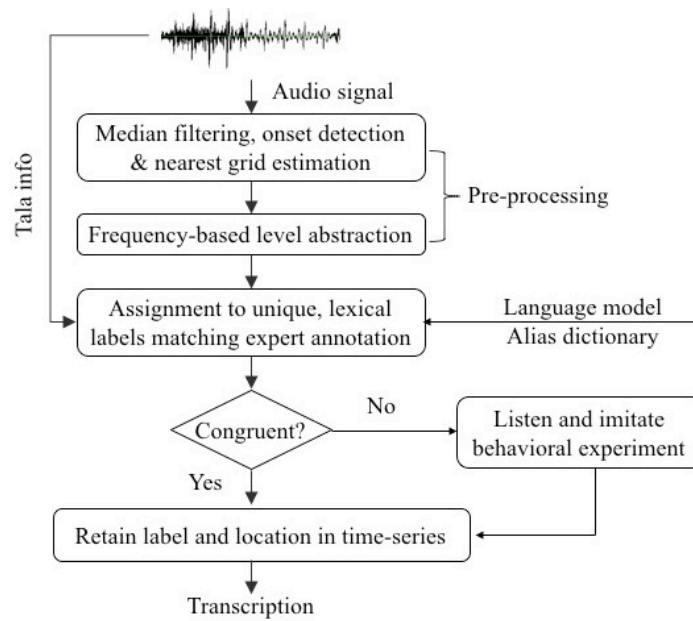 Audio signal
Tala info
Median filtering, onset detection
& nearest grid estimation
Pre-processing
Frequency-based level abstraction
Assignment to unique, lexical
labels matching expert annotation
Language model
Alias dictionary
Congruent?
No
Listen and imitate
behavioral experiment
Yes
Retain label and location in time-series
Transcription